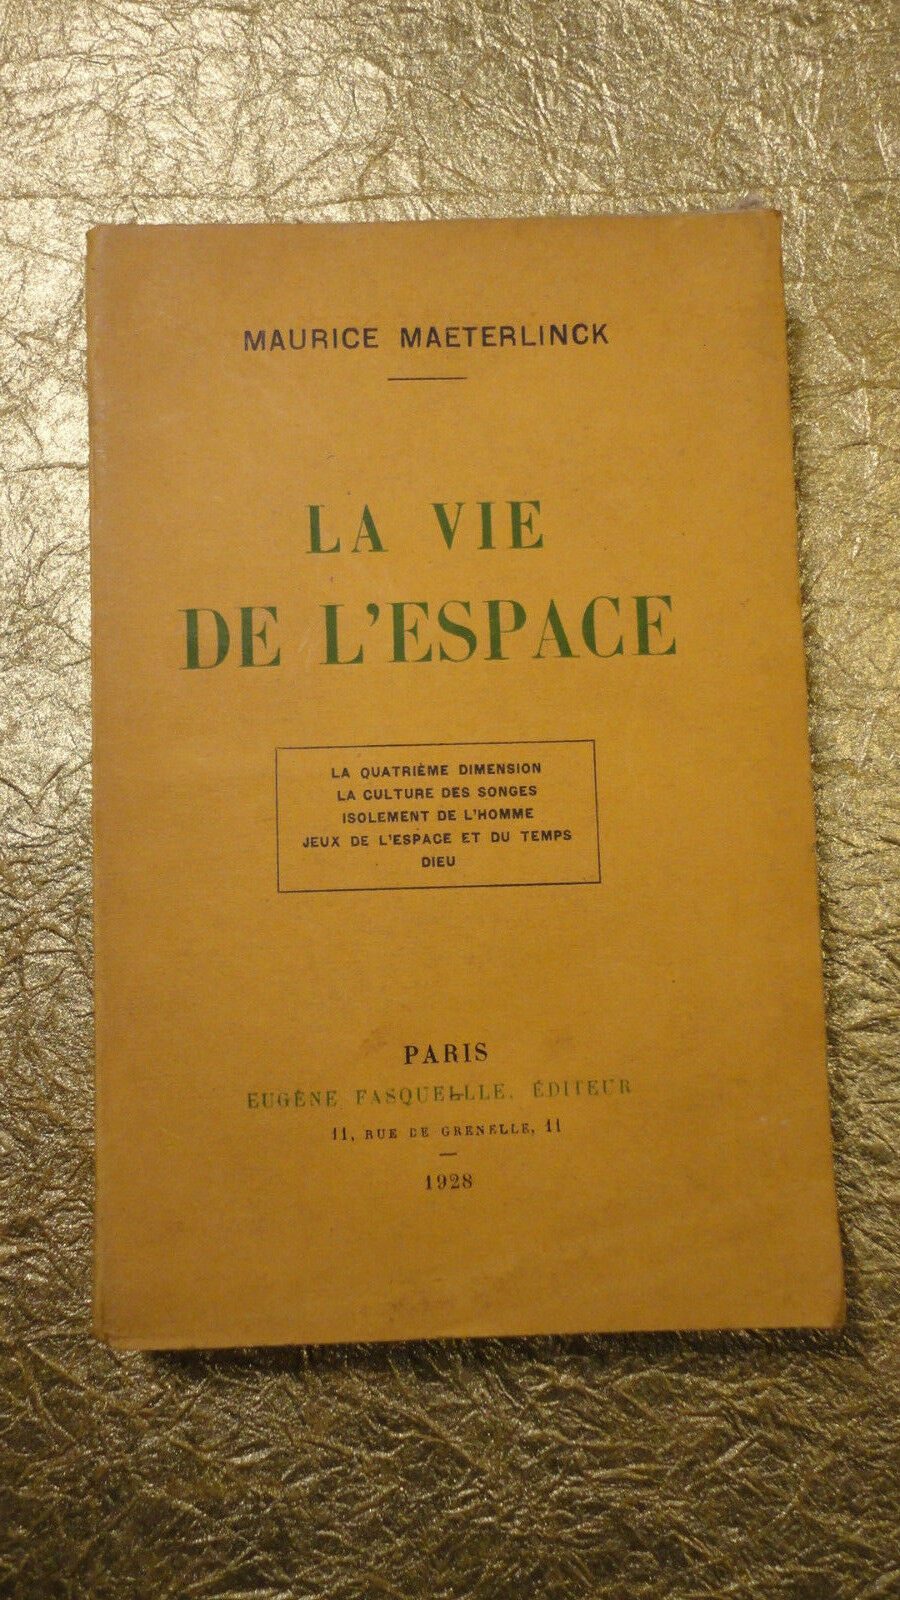 MAURICE MAETERLINCK
LA VIE
DE L'ESPACE
LA QUATRIÈME DIMENSION
LA CULTURE DES SONGES
ISOLEMENT DE L'HOMME
JEUX DE L'ESPACE ET DU TEMPS
DIEU
PARIS
EUGÈNE FASQUELLLE, ÉDITEUR
11, RUE DE GRENELLE, 11
1928